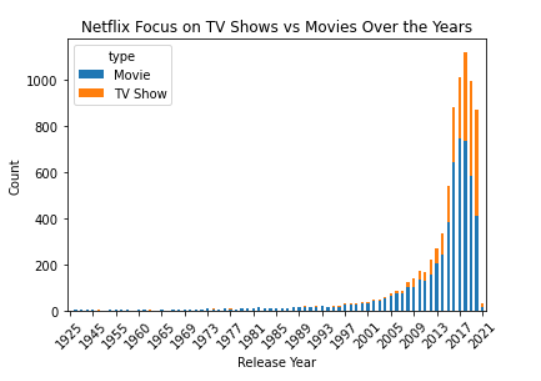 Netflix Focus on TV Shows vs Movies Over the Years
type
Movie
TV Show
1000
800
600
400
200
0
Count
1925 1945 1955 1960 1965 1969 1973 1977 1981 1985 1989 1993 1997 2001 2005 2009 2013 2017 2021
Release Year